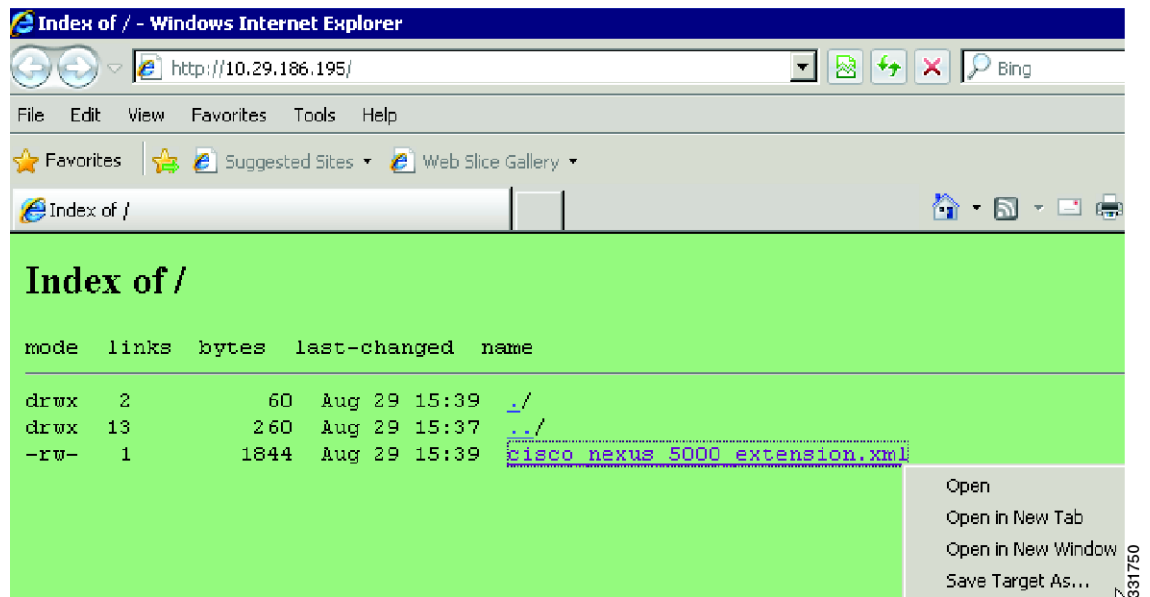 Index of / - Windows Internet Explorer
http://10.29.186.195/
Bing
File Edit View Favorites Tools Help
Favorites Suggested Sites Web Slice Gallery
Index of /
Index of /
mode links bytes last-changed name
drwx 2 60 Aug 29 15:39 ./
drwx 13 260 Aug 29 15:37 ../
-rw- 1 1844 Aug 29 15:39 cisco_nexus_5000_extension.xml
Open
Open in New Tab
Open in New Window
Save Target As...
331750